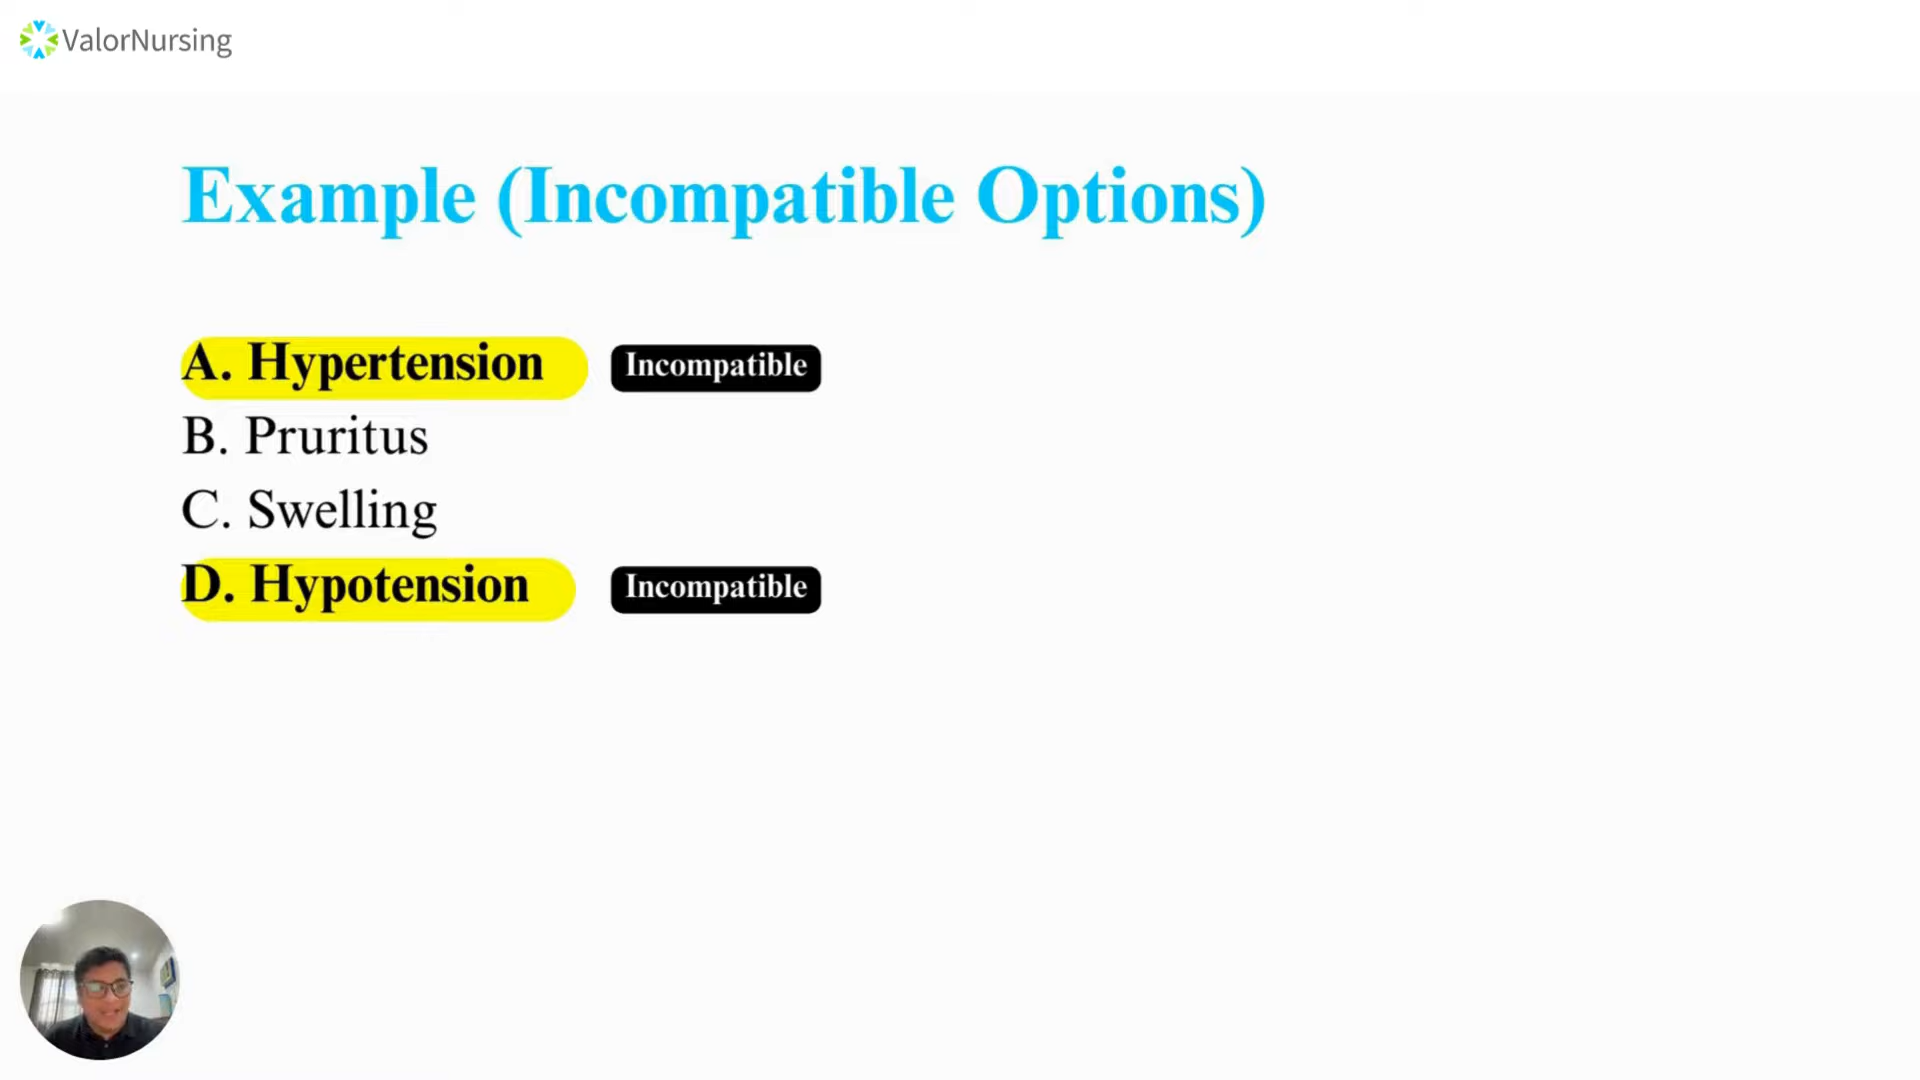 ValorNursing
Example (Incompatible Options)
A. Hypertension Incompatible
B. Pruritus
C. Swelling
D. Hypotension Incompatible